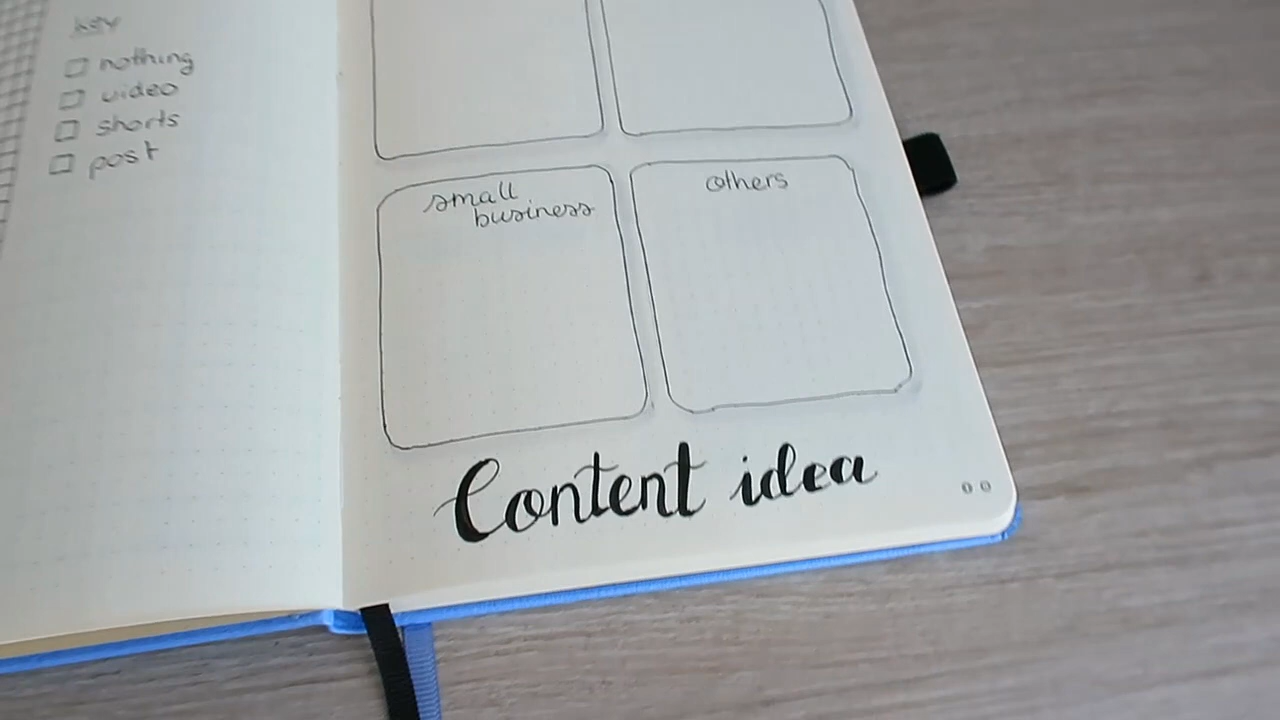 key
nothing
video
shorts
post
small
business
others
Content idea